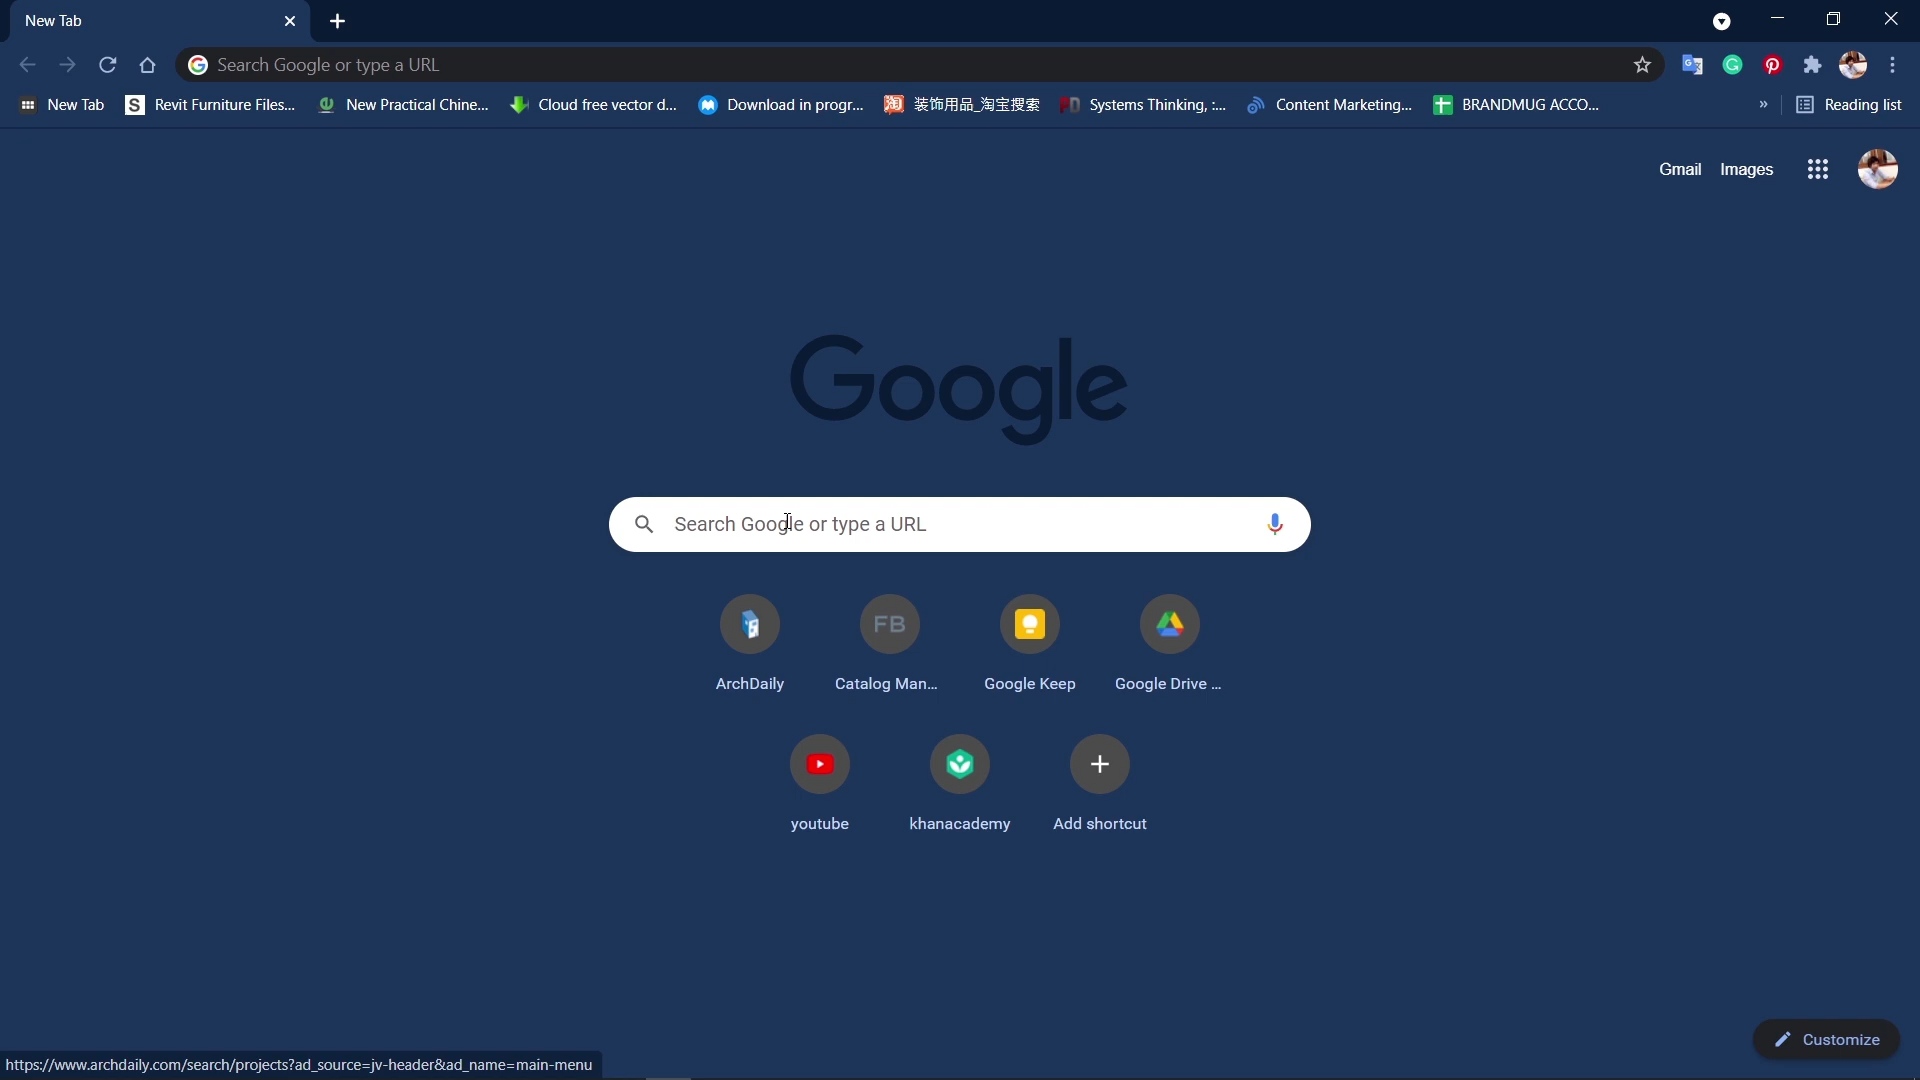 New Tab
Search Google or type a URL
New Tab
Revit Furniture Files...
New Practical Chine...
Cloud free vector d...
Download in progr...
装饰用品_淘宝搜索
Systems Thinking, :...
Content Marketing...
BRANDMUG ACCO...
»
Reading list
Gmail
Images
Google
Search Google or type a URL
ArchDaily
FB
Catalog Man...
Google Keep
Google Drive ...
youtube
khanacademy
Add shortcut
Customize
https://www.archdaily.com/search/projects?ad_source=jv-header&ad_name=main-menu